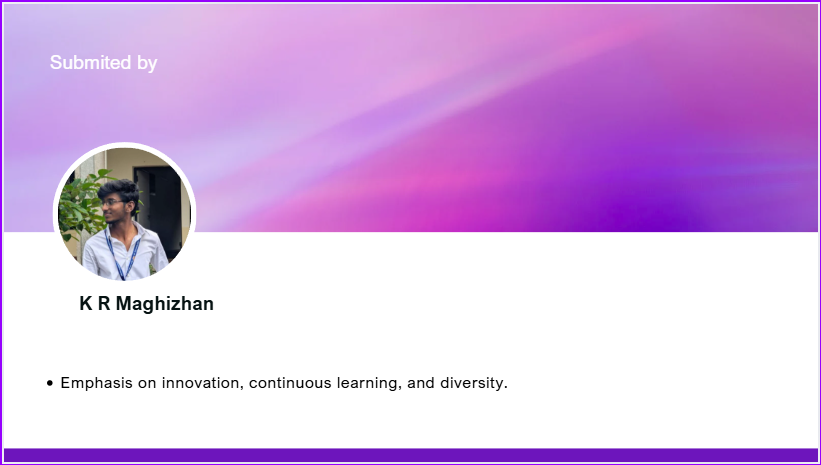 Submited by
K R Maghizhan
• Emphasis on innovation, continuous learning, and diversity.